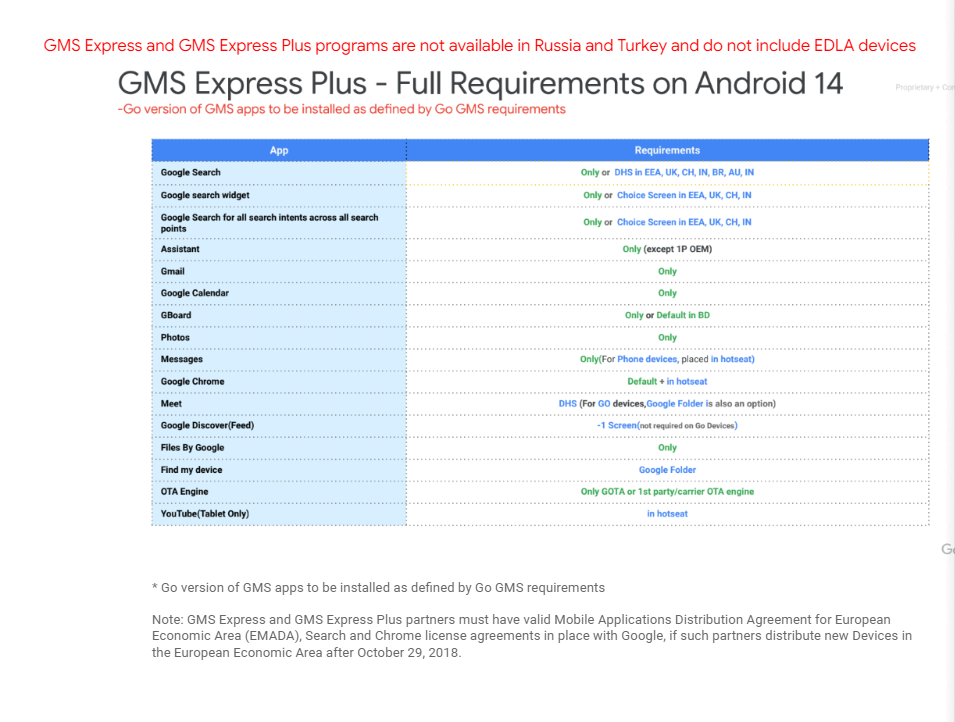 GMS Express and GMS Express Plus programs are not available in Russia and Turkey and do not include EDLA devices
GMS Express Plus - Full Requirements on Android 14
Proprietary + Con
-Go version of GMS apps to be installed as defined by Go GMS requirements
App Requirements
Google Search Only or DHS in EEA, UK, CH, IN, BR, AU, IN
Google search widget Only or Choice Screen in EEA, UK, CH, IN
Google Search for all search intents across all search
points Only or Choice Screen in EEA, UK, CH, IN
Assistant Only (except 1P OEM)
Gmail Only
Google Calendar Only
GBoard Only or Default in BD
Photos Only
Messages Only(For Phone devices, placed in hotseat)
Google Chrome Default + in hotseat
Meet DHS (For GO devices,Google Folder is also an option)
Google Discover(Feed) -1 Screen(not required on Go Devices)
Files By Google Only
Find my device Google Folder
OTA Engine Only GOTA or 1st party/carrier OTA engine
YouTube(Tablet Only) in hotseat
* Go version of GMS apps to be installed as defined by Go GMS requirements
Note: GMS Express and GMS Express Plus partners must have valid Mobile Applications Distribution Agreement for European
Economic Area (EMADA), Search and Chrome license agreements in place with Google, if such partners distribute new Devices in
the European Economic Area after October 29, 2018.